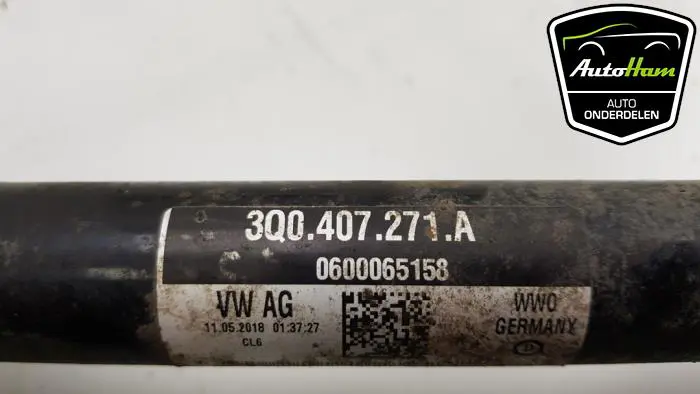 AutoHam
AUTO
ONDERDELEN
3Q0.407.271.A
0600065158
VW AG
11.05.2018 01:37:27
CL6
WWO
GERMANY